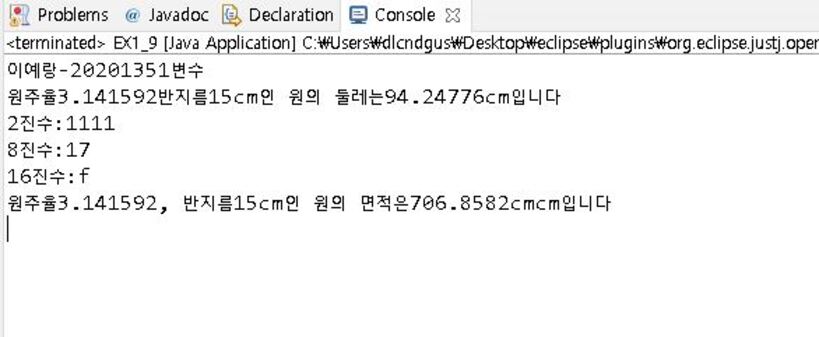 Problems @ Javadoc Declaration Console
<terminated> EX1_9 [Java Application] C:₩Users₩dlcndgus₩Desktop₩eclipse₩plugins₩org.eclipse.justj.oper
이예랑-20201351변수
원주율3.141592반지름15cm인 원의 둘레는94.24776cm입니다
2진수:1111
8진수:17
16진수:f
원주율3.141592, 반지름15cm인 원의 면적은706.8582cmcm입니다